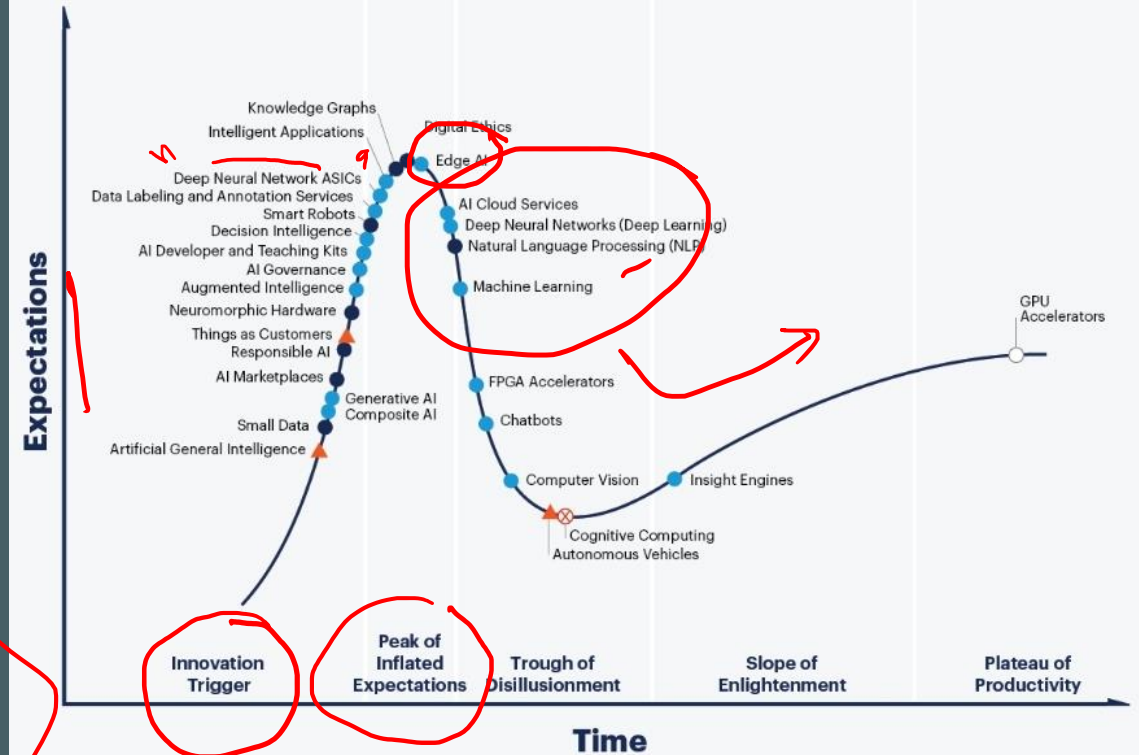 Expectations
Knowledge Graphs
Intelligent Applications
Deep Neural Network ASICs
Data Labeling and Annotation Services
Smart Robots
Decision Intelligence
AI Developer and Teaching Kits
AI Governance
Augmented Intelligence
Neuromorphic Hardware
Things as Customers
Responsible AI
AI Marketplaces
Generative AI
Composite AI
Small Data
Artificial General Intelligence
Digital Ethics
Edge AI
AI Cloud Services
Deep Neural Networks (Deep Learning)
Natural Language Processing (NLP)
Machine Learning
FPGA Accelerators
Chatbots
Computer Vision
Cognitive Computing
Autonomous Vehicles
Insight Engines
GPU
Accelerators
Innovation
Trigger
Peak of
Inflated
Expectations
Trough of
Disillusionment
Slope of
Enlightenment
Plateau of
Productivity
Time